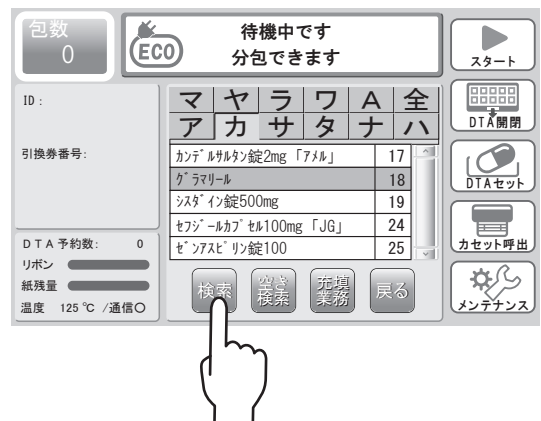 包数
0
ECO
待機中です
分包できます
スタート
ID :
引換券番号:
マ ヤ ラ ワ A 全
ア カ サ タ ナ ハ
カンデルサルタン錠2mg「アメル」 17
グラマリール 18
シスダイン錠500mg 19
セフジールカプセル100mg「JG」 24
ゼンアスピリン錠100 25
DTA開閉
DTAセット
カセット呼出
メンテナンス
DTA予約数: 0
リボン
紙残量
温度 125℃ /通信〇
検索
空き
検索
充填
業務
戻る